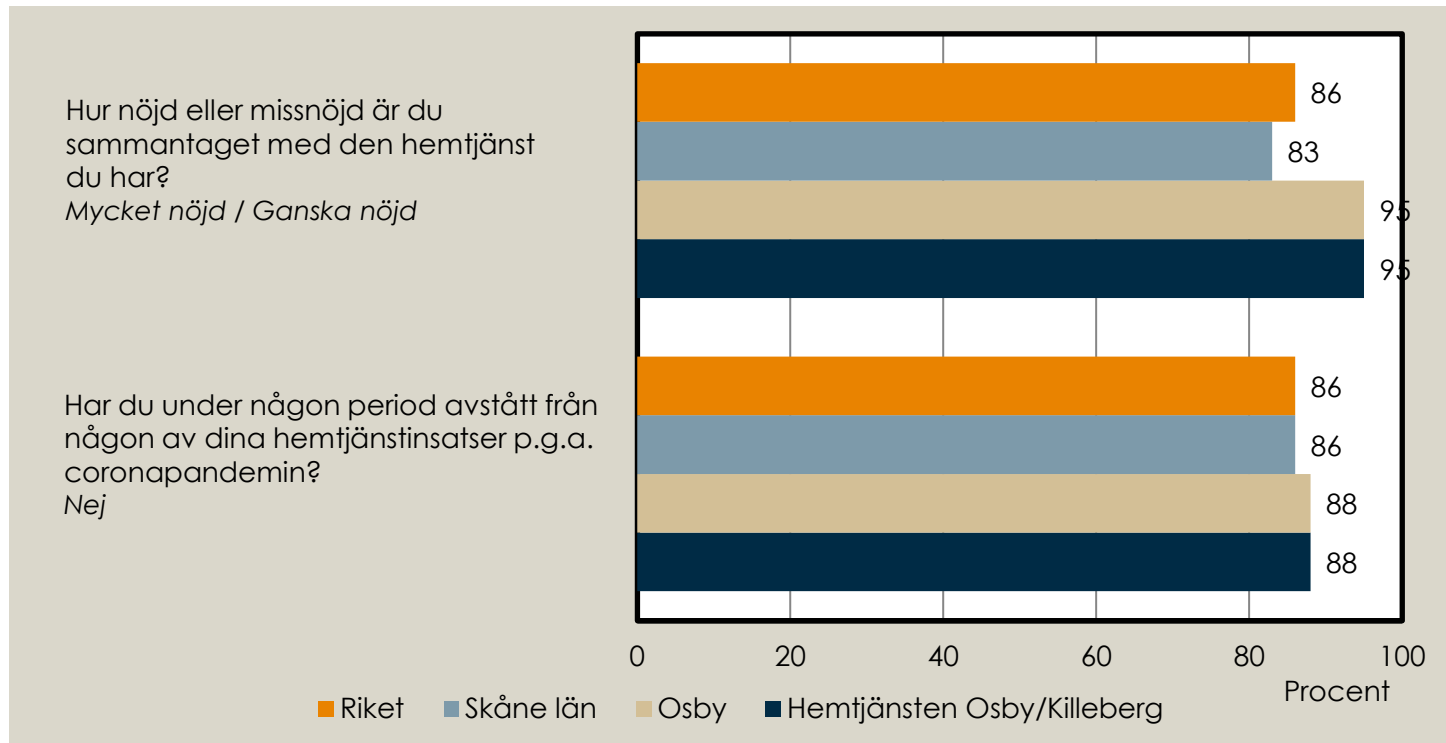 Hur nöjd eller missnöjd är du
sammantaget med den hemtjänst
du har?
Mycket nöjd / Ganska nöjd
86
83
95
95
Har du under någon period avstått från
någon av dina hemtjänstinsatser p.g.a.
coronapandemin?
Nej
86
86
88
88
0 20 40 60 80 100
Procent
Riket Skåne län Osby Hemtjänsten Osby/Killeberg